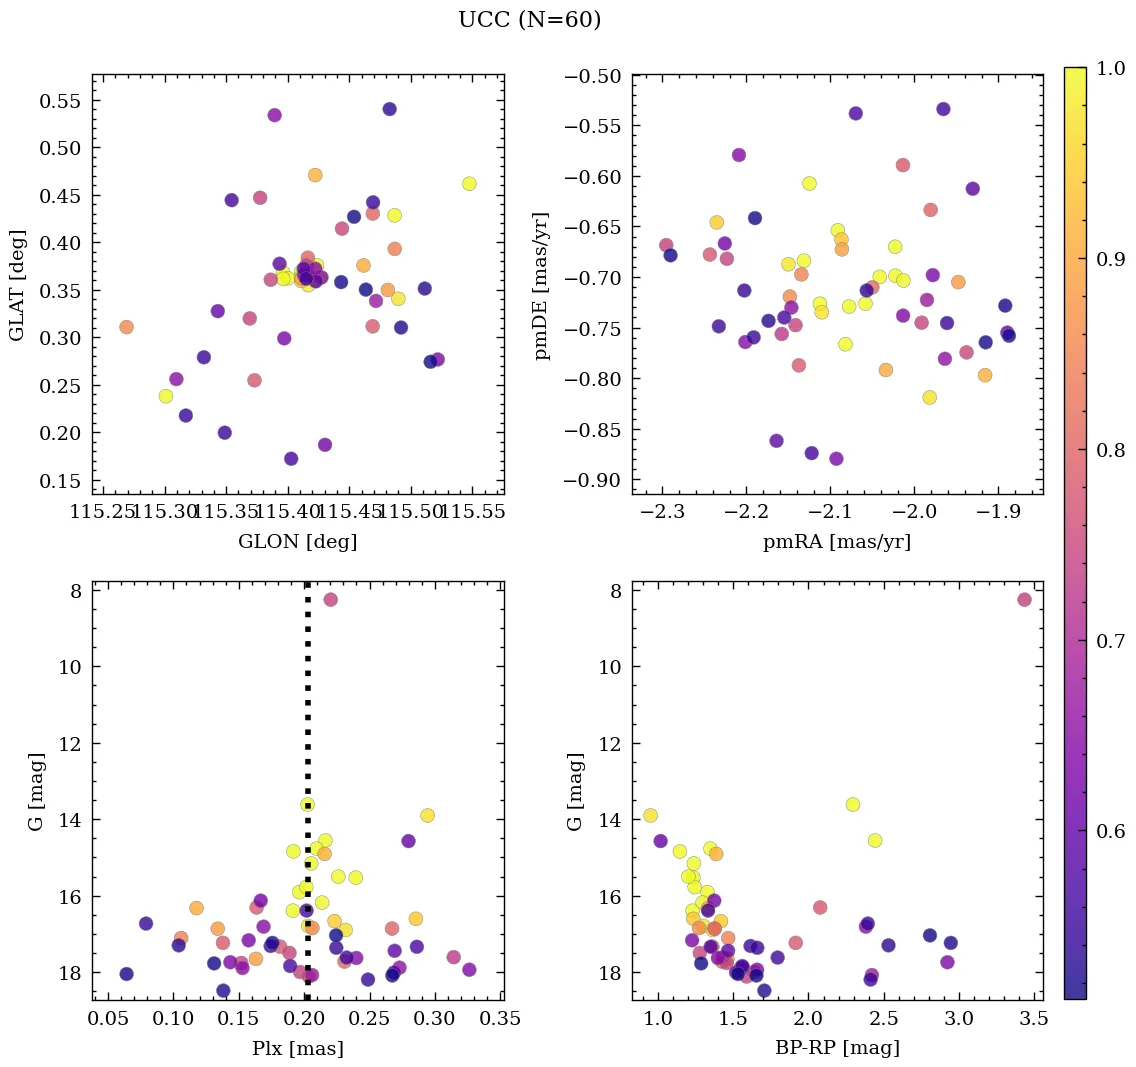 UCC (N=60)
0.55
0.50
0.45
0.40
0.35
0.30
0.25
0.20
0.15
GLAT [deg]
115.25 115.30 115.35 115.40 115.45 115.50 115.55
GLON [deg]
−0.50
−0.55
−0.60
−0.65
−0.70
−0.75
−0.80
−0.85
−0.90
pmDE [mas/yr]
−2.3 −2.2 −2.1 −2.0 −1.9
pmRA [mas/yr]
1.0
0.9
0.8
0.7
0.6
8
10
12
14
16
18
G [mag]
0.05 0.10 0.15 0.20 0.25 0.30 0.35
Plx [mas]
8
10
12
14
16
18
G [mag]
1.0 1.5 2.0 2.5 3.0 3.5
BP-RP [mag]